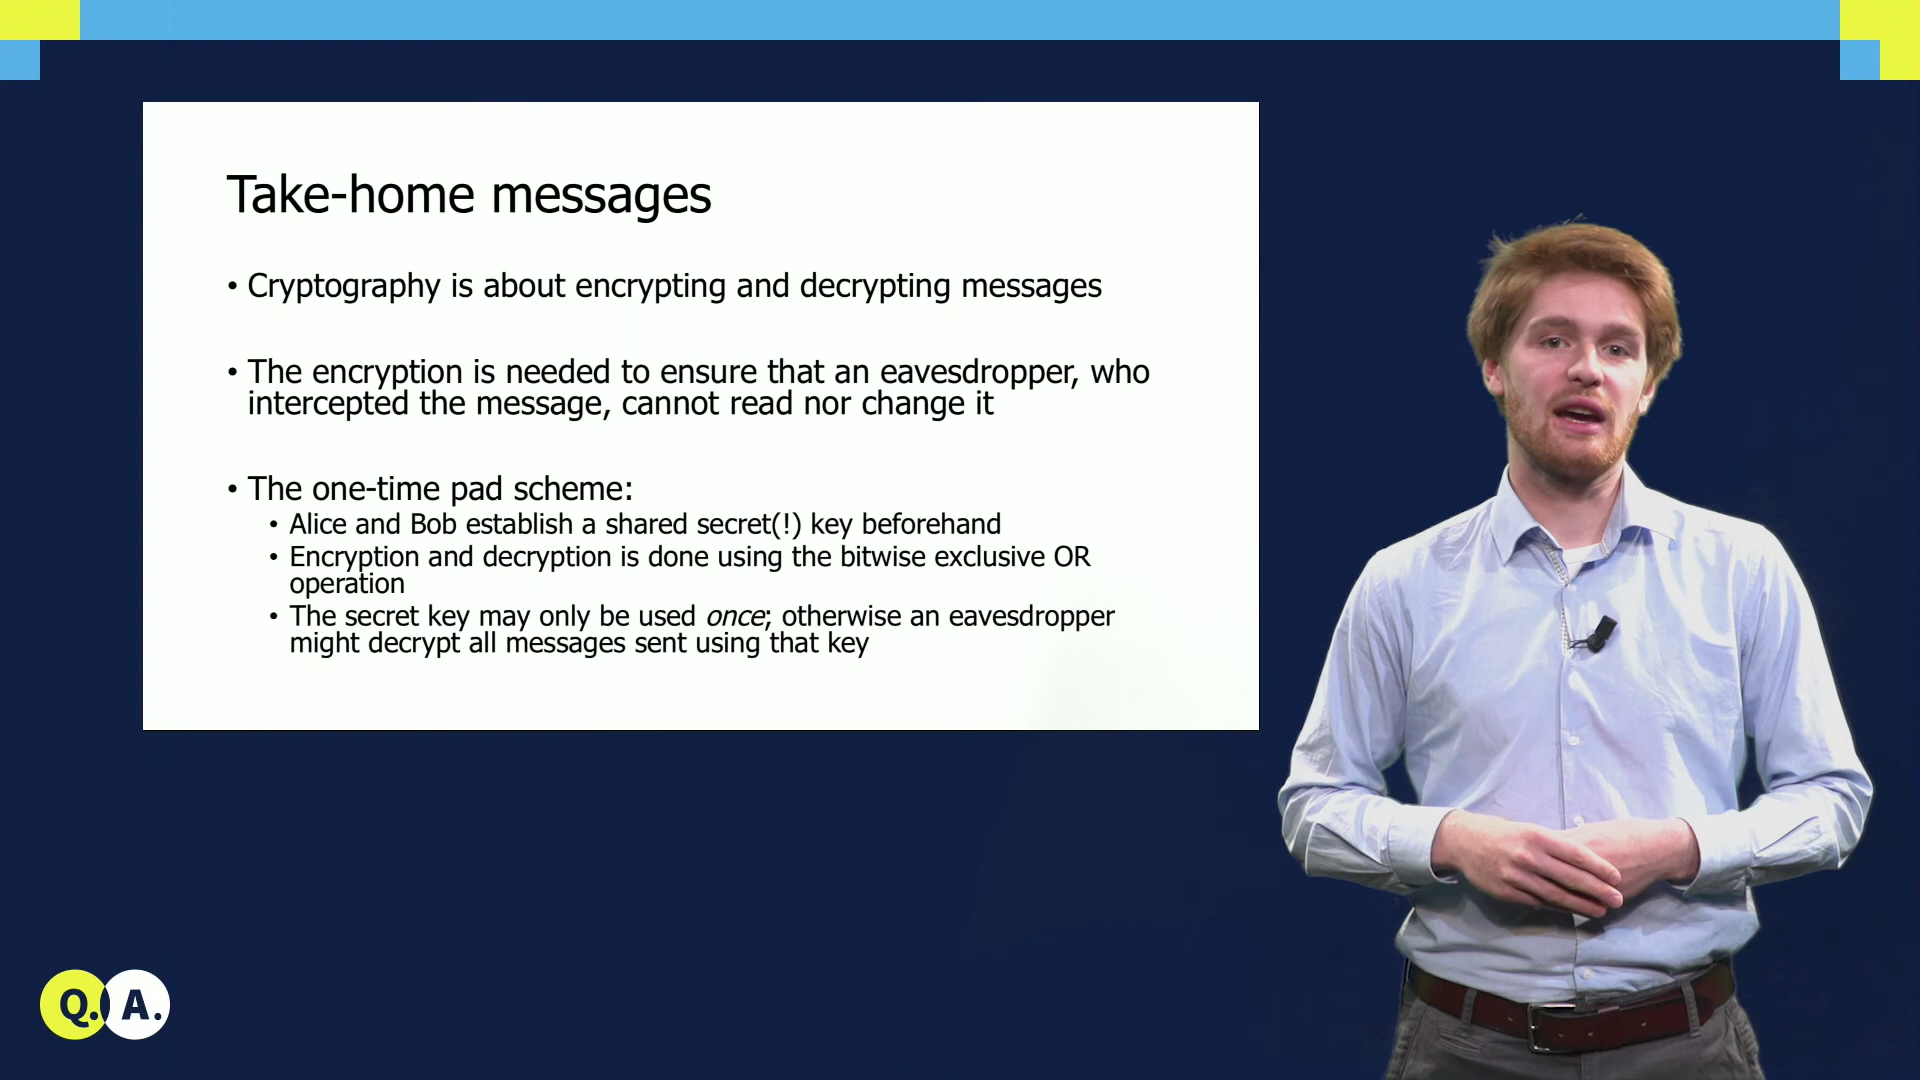 Take-home messages
• Cryptography is about encrypting and decrypting messages
• The encryption is needed to ensure that an eavesdropper, who
intercepted the message, cannot read nor change it
• The one-time pad scheme:
• Alice and Bob establish a shared secret(!) key beforehand
• Encryption and decryption is done using the bitwise exclusive OR
operation
• The secret key may only be used once; otherwise an eavesdropper
might decrypt all messages sent using that key
Q. A.